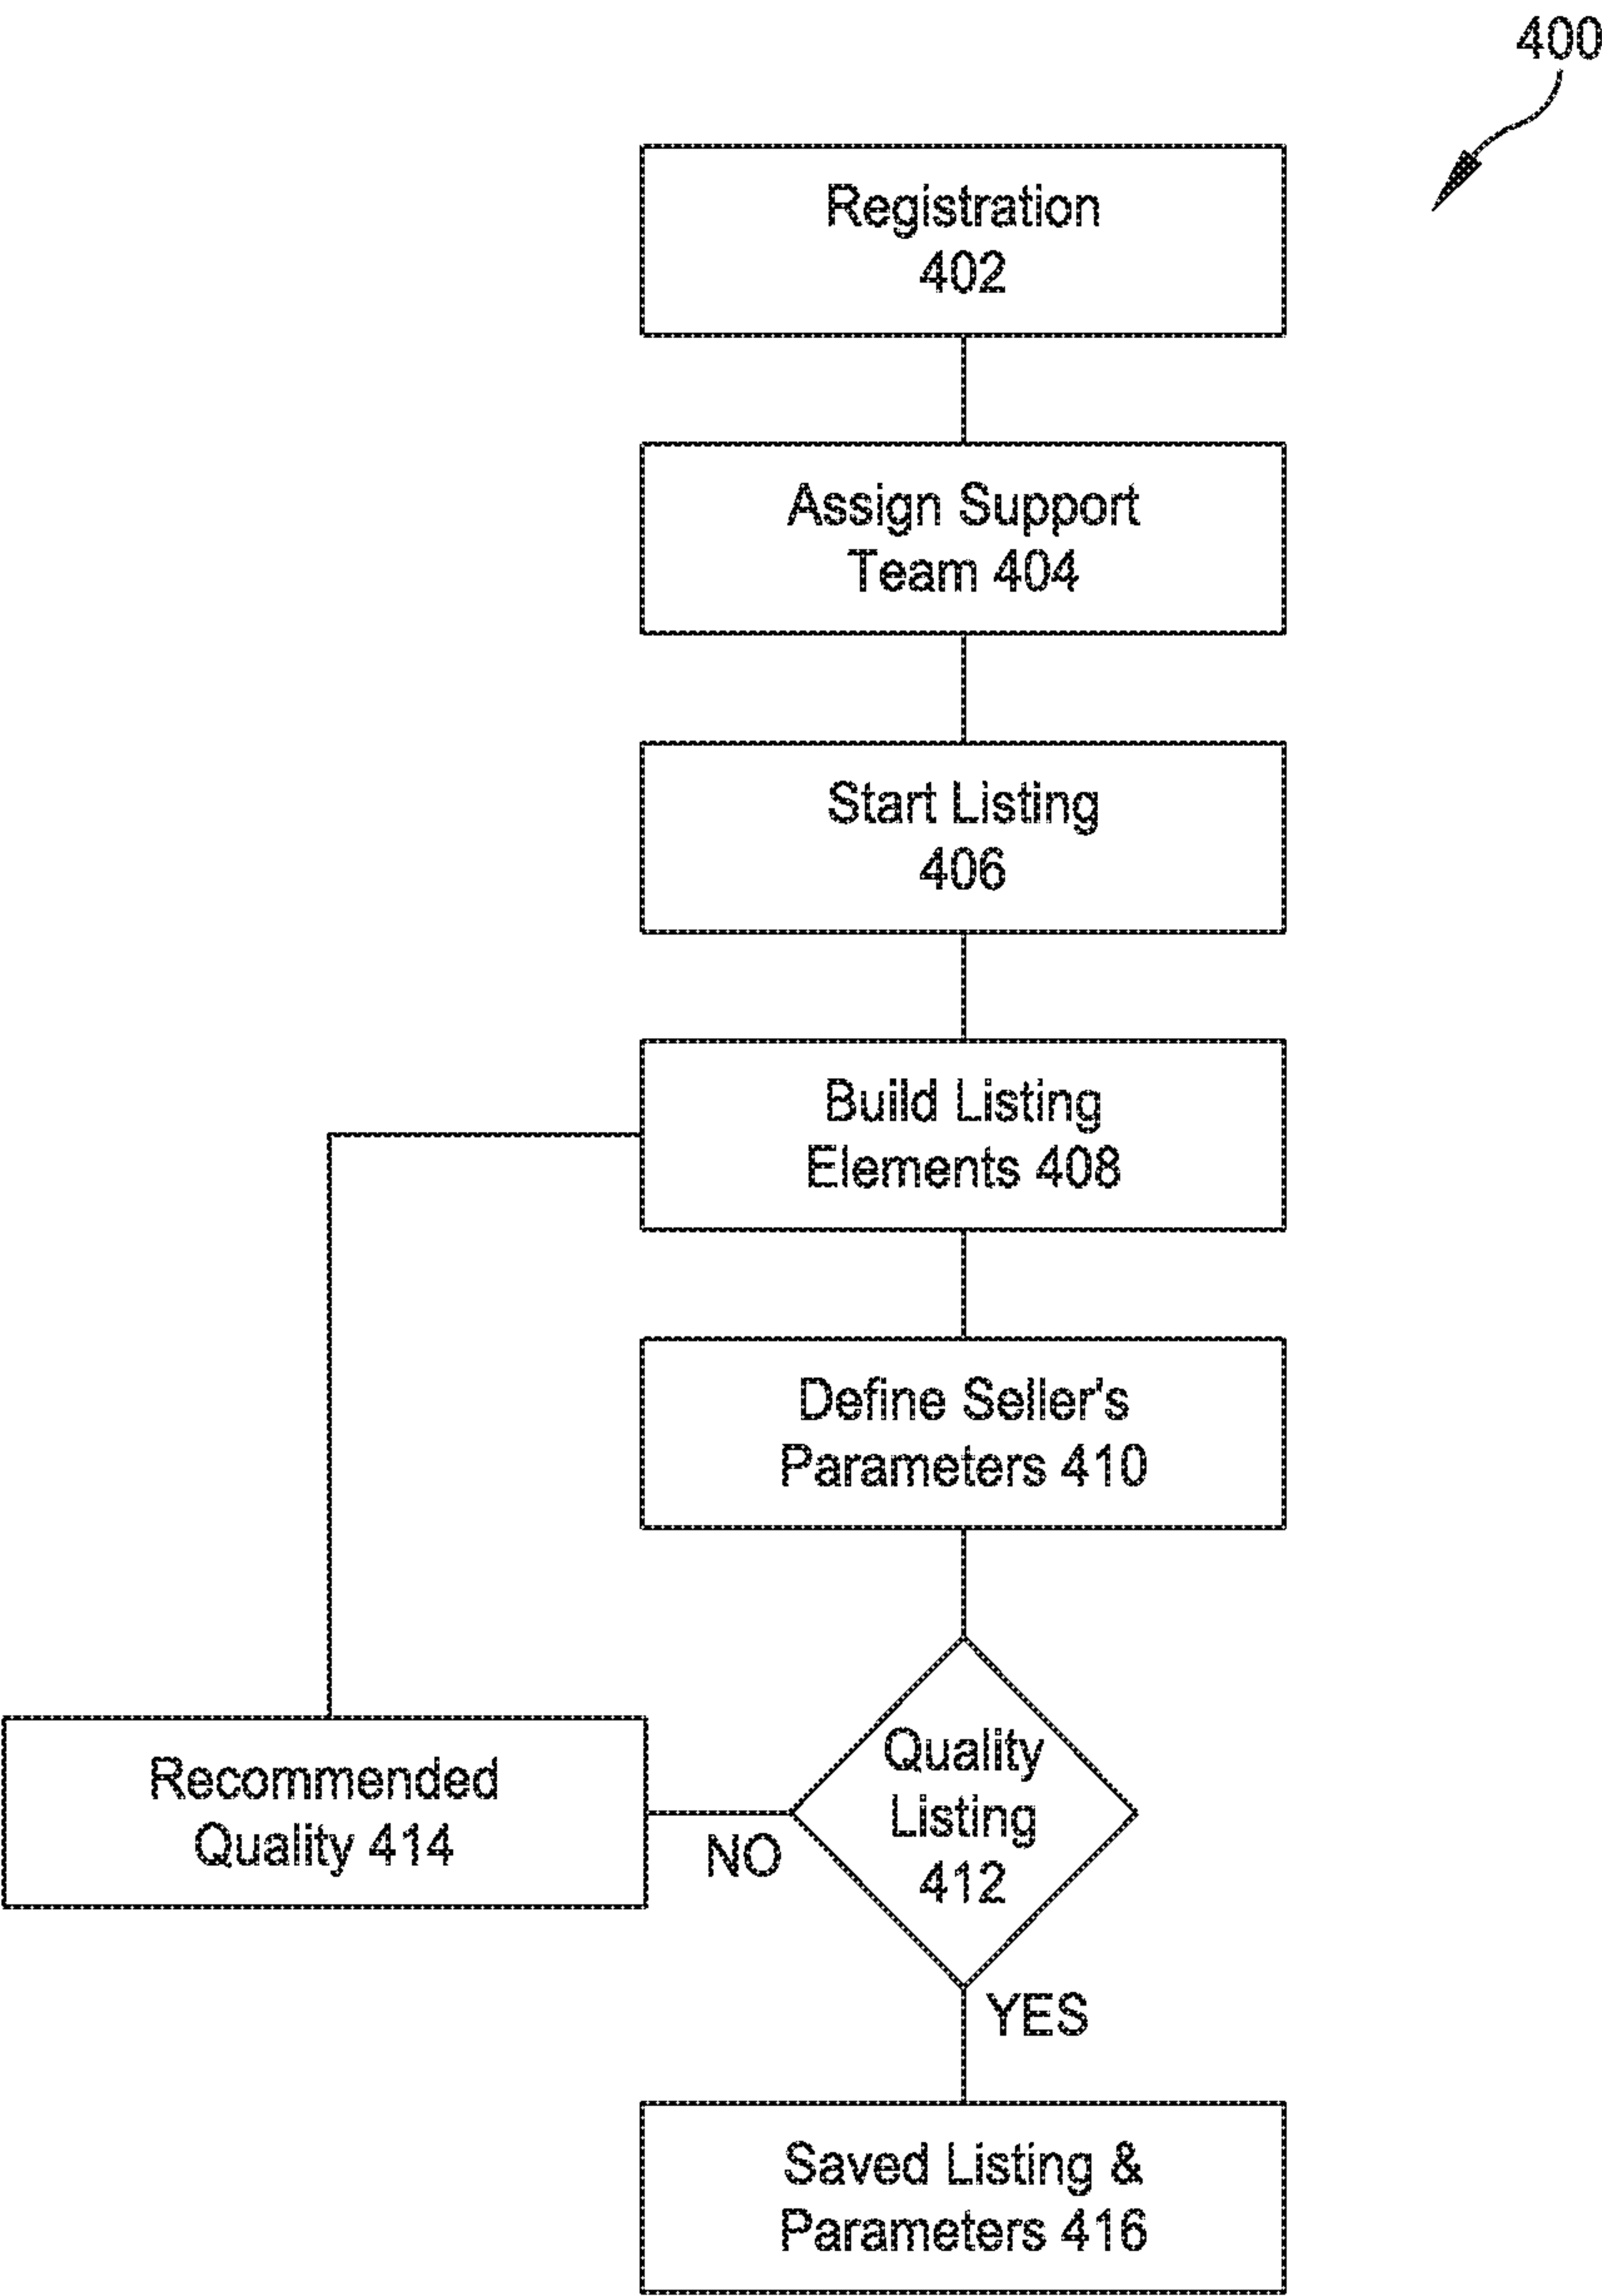 400
Registration
402
Assign Support
Team 404
Start Listing
406
Build Listing
Elements 408
Define Seller's
Parameters 410
Quality
Listing
412
Recommended
Quality 414
NO
YES
Saved Listing &
Parameters 416